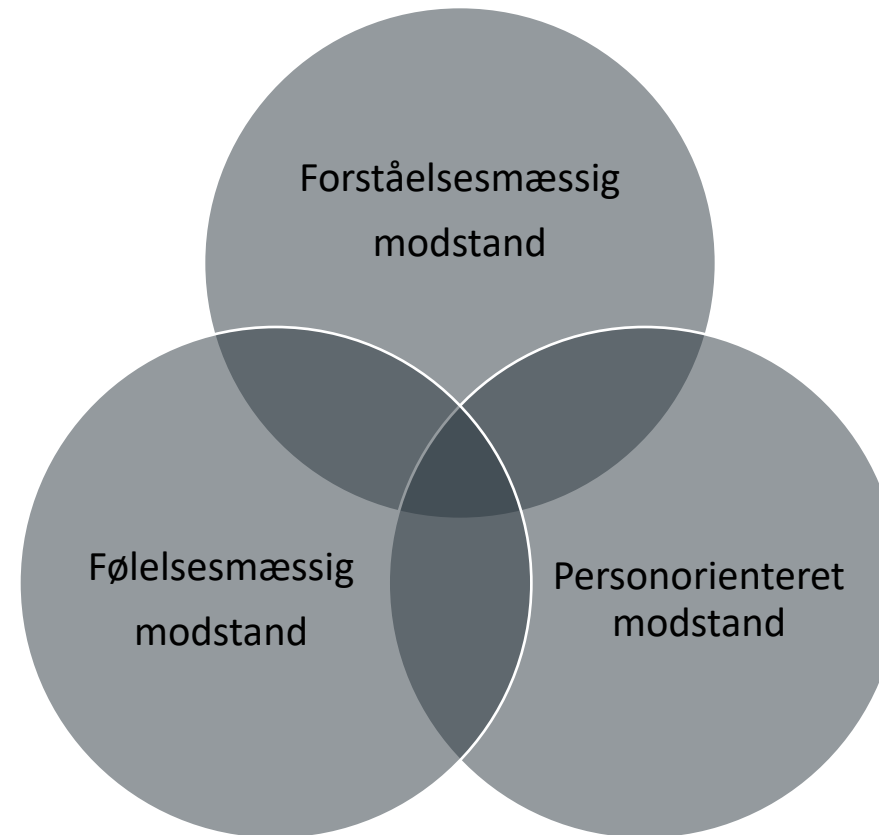 Forståelsesmæssig
modstand
Følelsesmæssig
modstand
Personorienteret
modstand